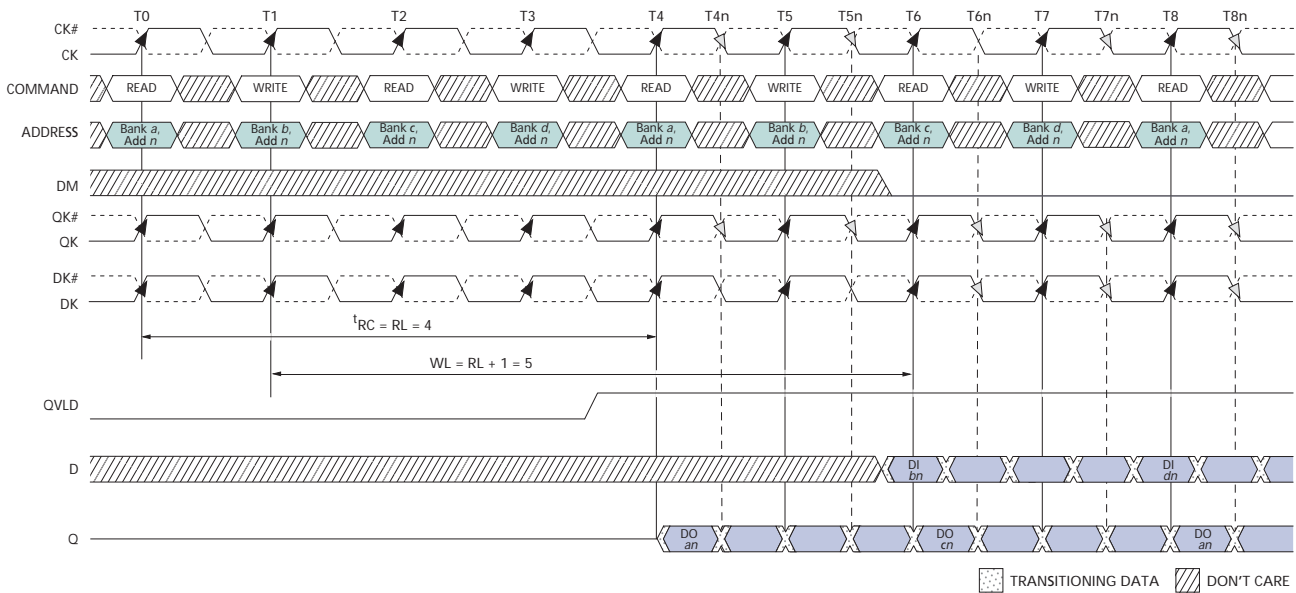 T0 T1 T2 T3 T4 T4n T5 T5n T6 T6n T7 T7n T8 T8n
CK#
CK
COMMAND READ WRITE READ WRITE READ WRITE READ WRITE READ
ADDRESS Bank a, Add n Bank b, Add n Bank c, Add n Bank d, Add n Bank a, Add n Bank b, Add n Bank c, Add n Bank d, Add n Bank a, Add n
DM
QK#
QK
DK#
DK
tRC = RL = 4
WL = RL + 1 = 5
QVLD
D DI bn DI dn
Q DO an DO cn DO an
TRANSITIONING DATA DON'T CARE